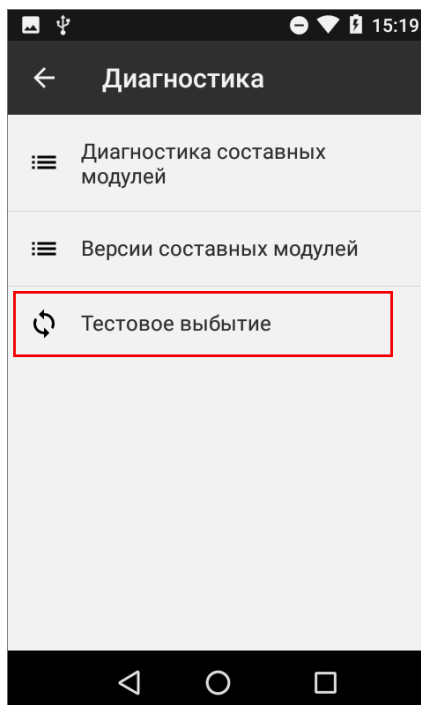 15:19
Диагностика
Диагностика составных
модулей
Версии составных модулей
Тестовое выбытие